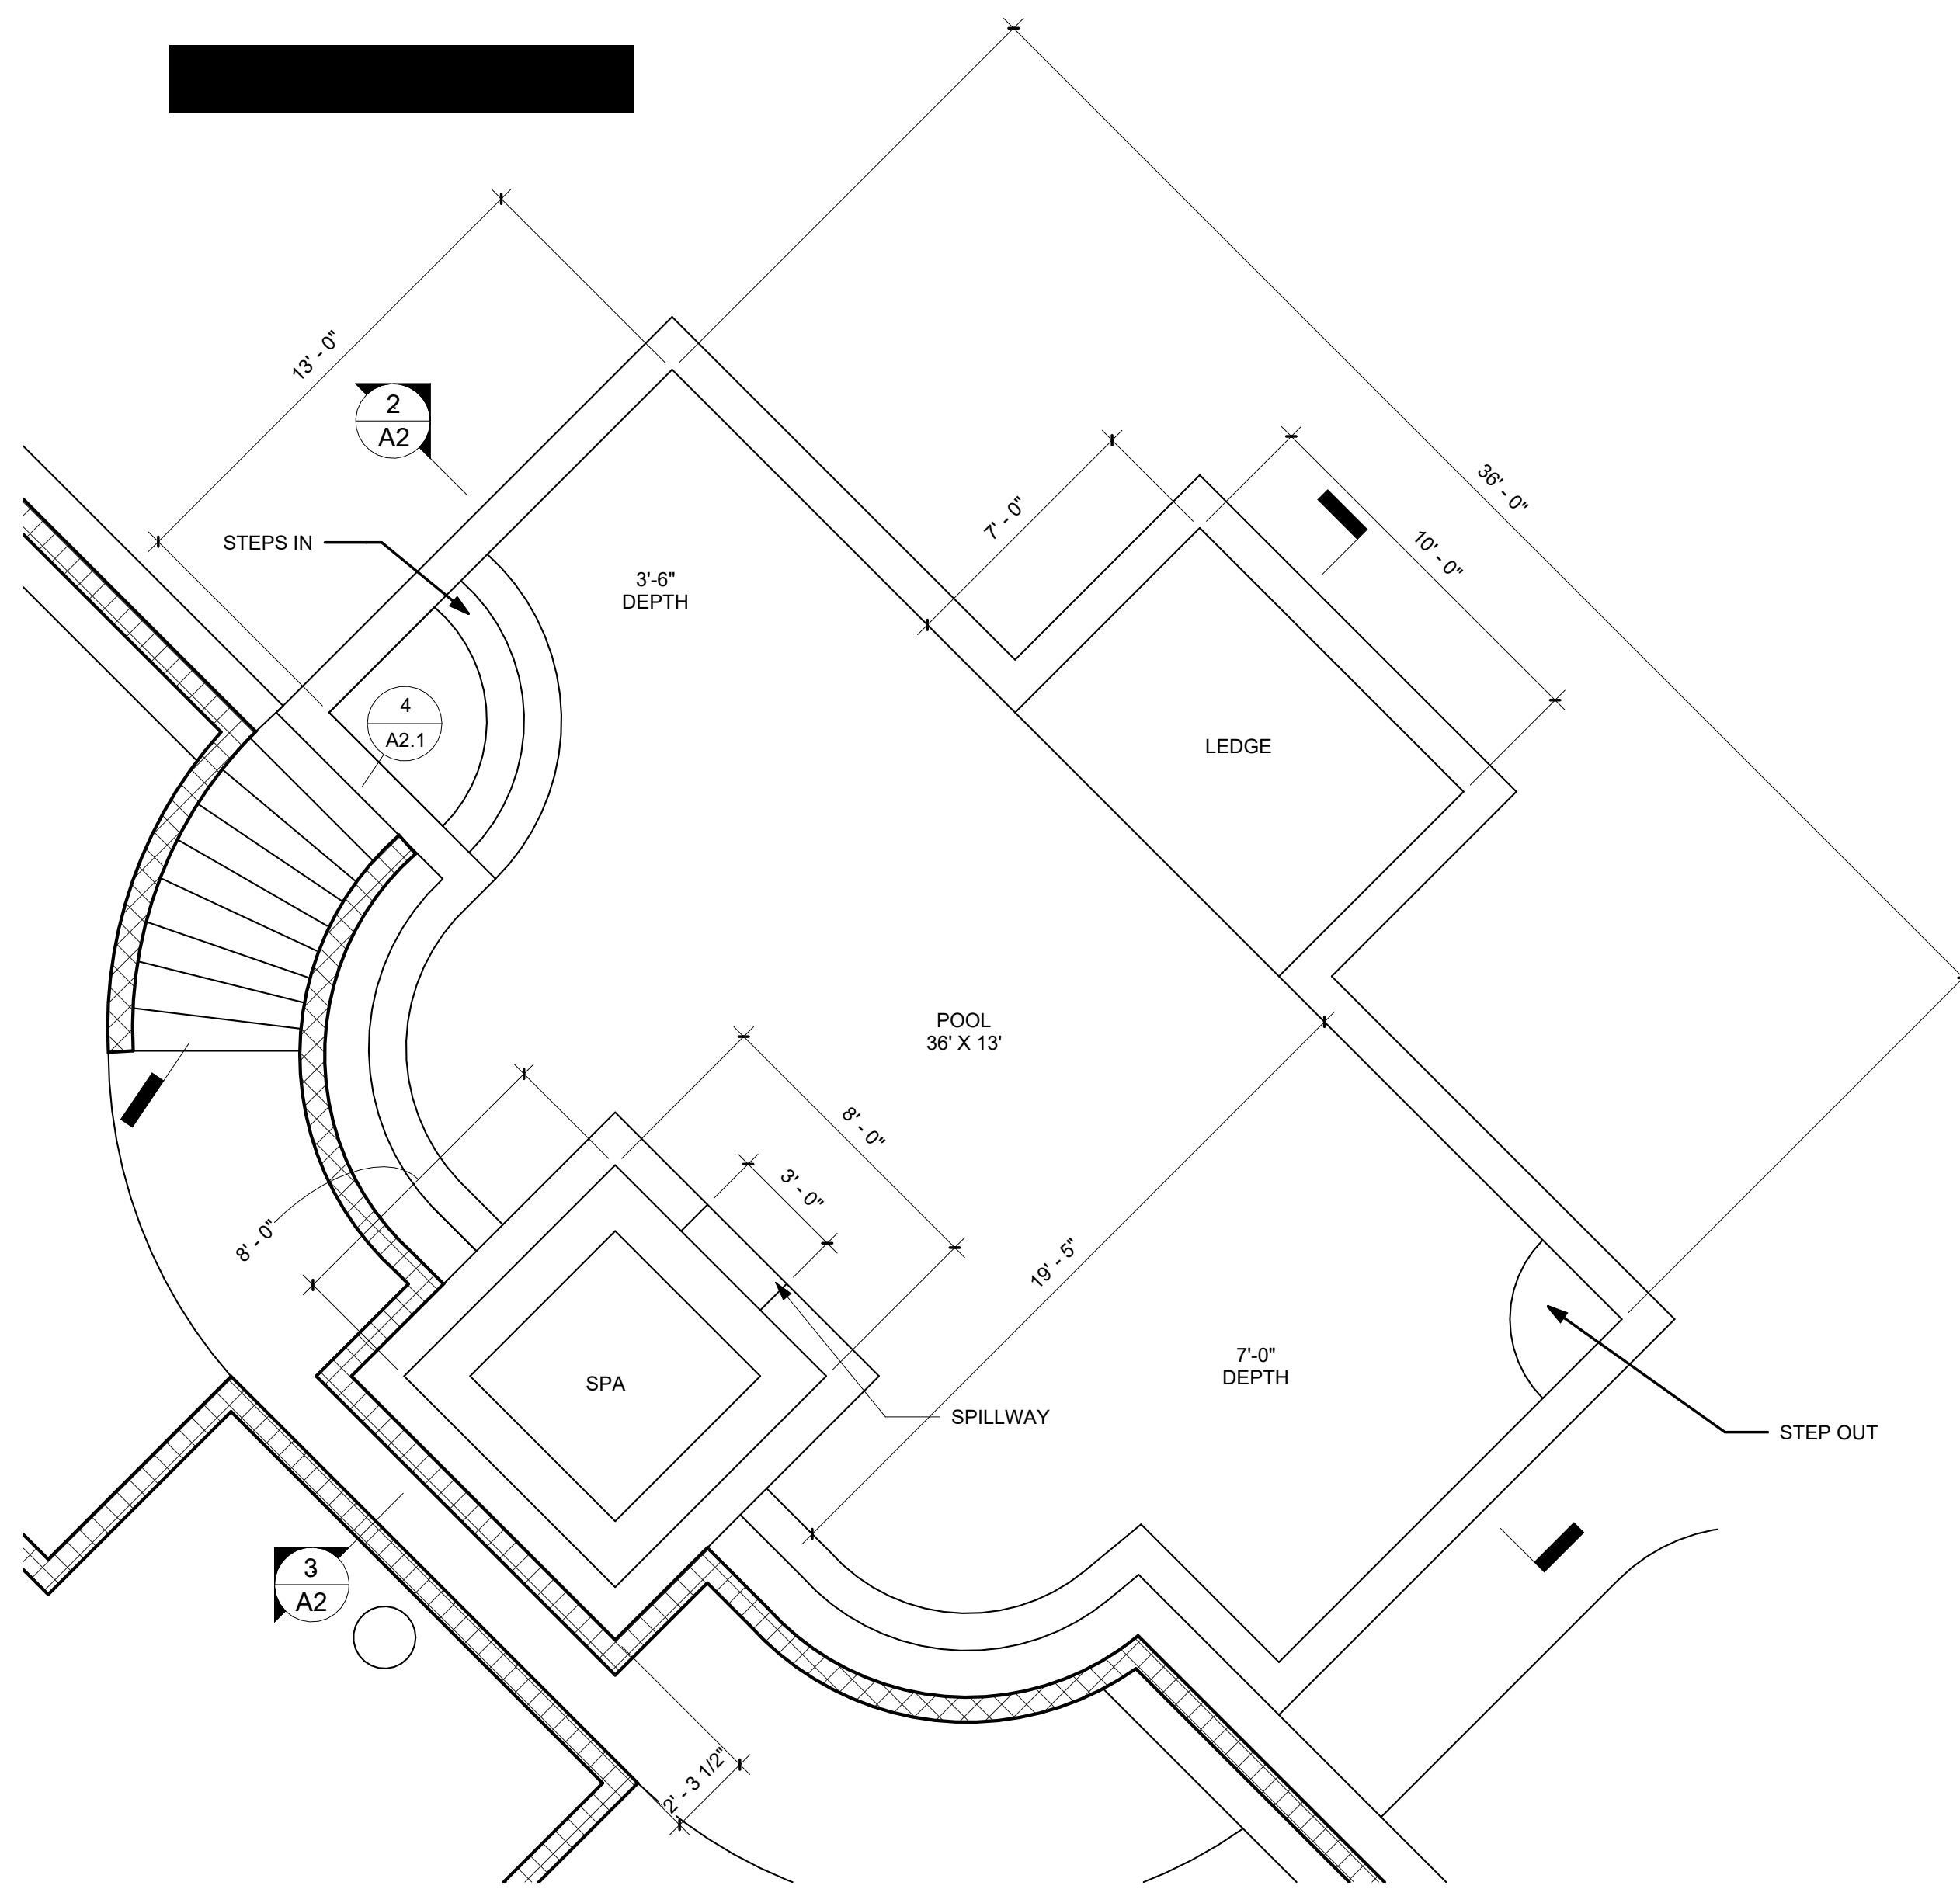 13' - 0"
2
A2
36' - 0"
7' - 0"
10' - 0"
STEPS IN
3'-6"
DEPTH
4
A2.1
LEDGE
POOL
36' X 13'
8' - 0"
3' - 0"
8' - 0"
19' - 5"
7'-0"
DEPTH
SPA
SPILLWAY
STEP OUT
3
A2
2' - 3 1/2"